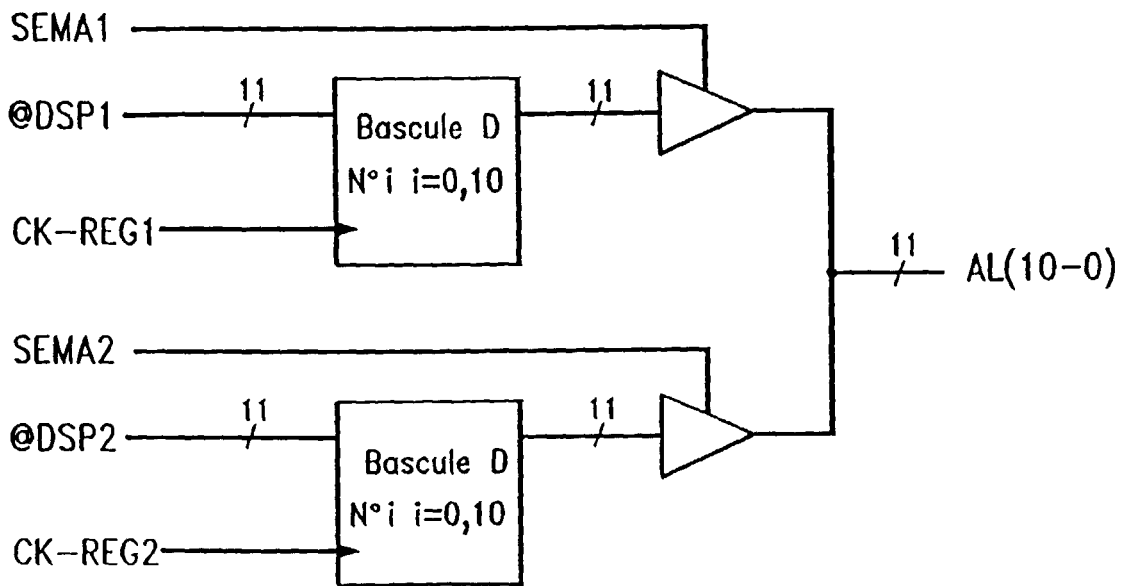 SEMA1
@DSP1
11
Bascule D
N°i i=0,10
11
CK-REG1
11
AL(10-0)
SEMA2
@DSP2
11
Bascule D
N°i i=0,10
11
CK-REG2